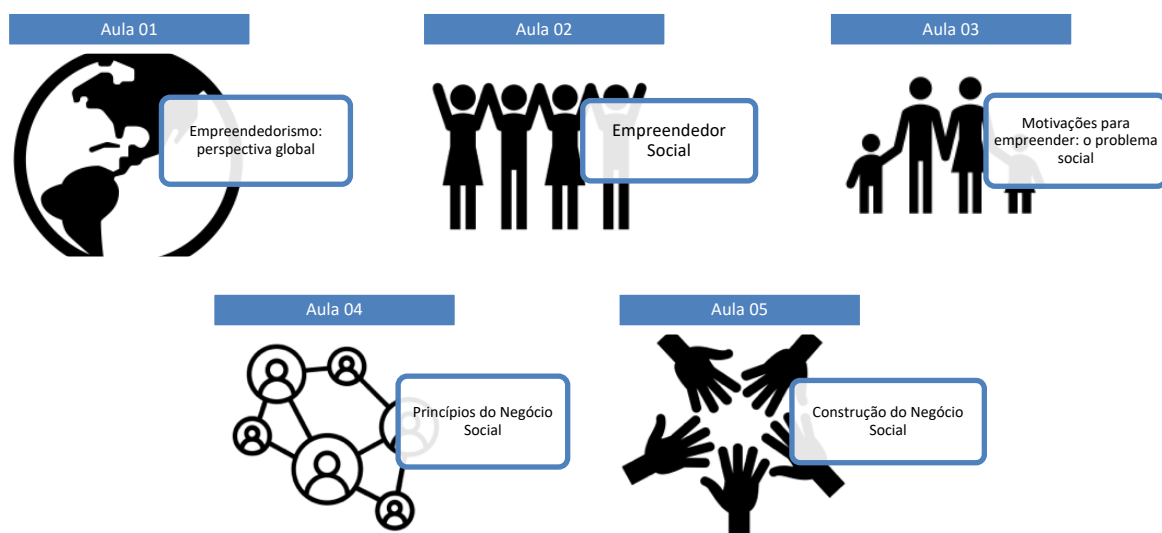 Aula 01
Empreendedorismo:
perspectiva global
Aula 02
Empreendedor
Social
Aula 03
Motivações para
empreender: o problema
social
Aula 04
Princípios do Negócio
Social
Aula 05
Construção do Negócio
Social